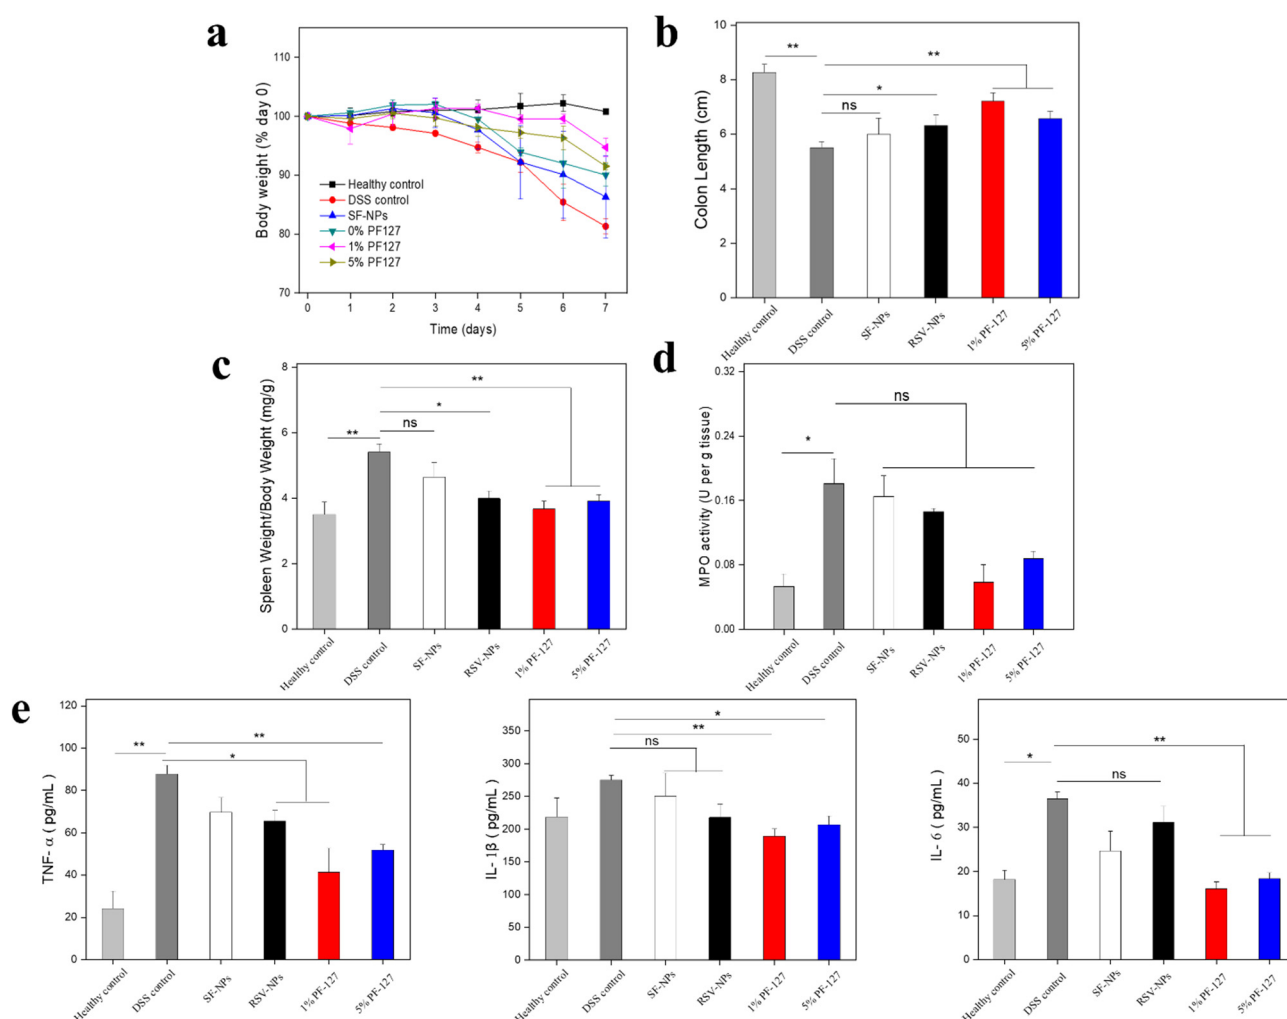 a
Body weight (% day 0)
110
100
90
80
70
Healthy control
DSS control
SF-NPs
0% PF127
1% PF127
5% PF127
0 1 2 3 4 5 6 7
Time (days)
b
Colon Length (cm)
10
8
6
4
2
0
**
**
*
ns
Healthy control
DSS control
SF-NPs
RSV-NPs
1% PF-127
5% PF-127
c
Spleen Weight/Body Weight (mg/g)
8
6
4
2
0
**
*
ns
**
Healthy control
DSS control
SF-NPs
RSV-NPs
1% PF-127
5% PF-127
d
MPO activity (U per g tissue)
0.32
0.24
0.16
0.08
0.00
ns
*
Healthy control
DSS control
SF-NPs
RSV-NPs
1% PF-127
5% PF-127
e
TNF- α ( pg/mL )
120
100
80
60
40
20
0
**
**
*
Healthy control
DSS control
SF-NPs
RSV-NPs
1% PF-127
5% PF-127
IL- 1β ( pg/mL )
350
300
250
200
150
100
50
0
*
**
ns
Healthy control
DSS control
SF-NPs
RSV-NPs
1% PF-127
5% PF-127
IL- 6 ( pg/mL )
50
40
30
20
10
0
**
*
ns
Healthy control
DSS control
SF-NPs
RSV-NPs
1% PF-127
5% PF-127